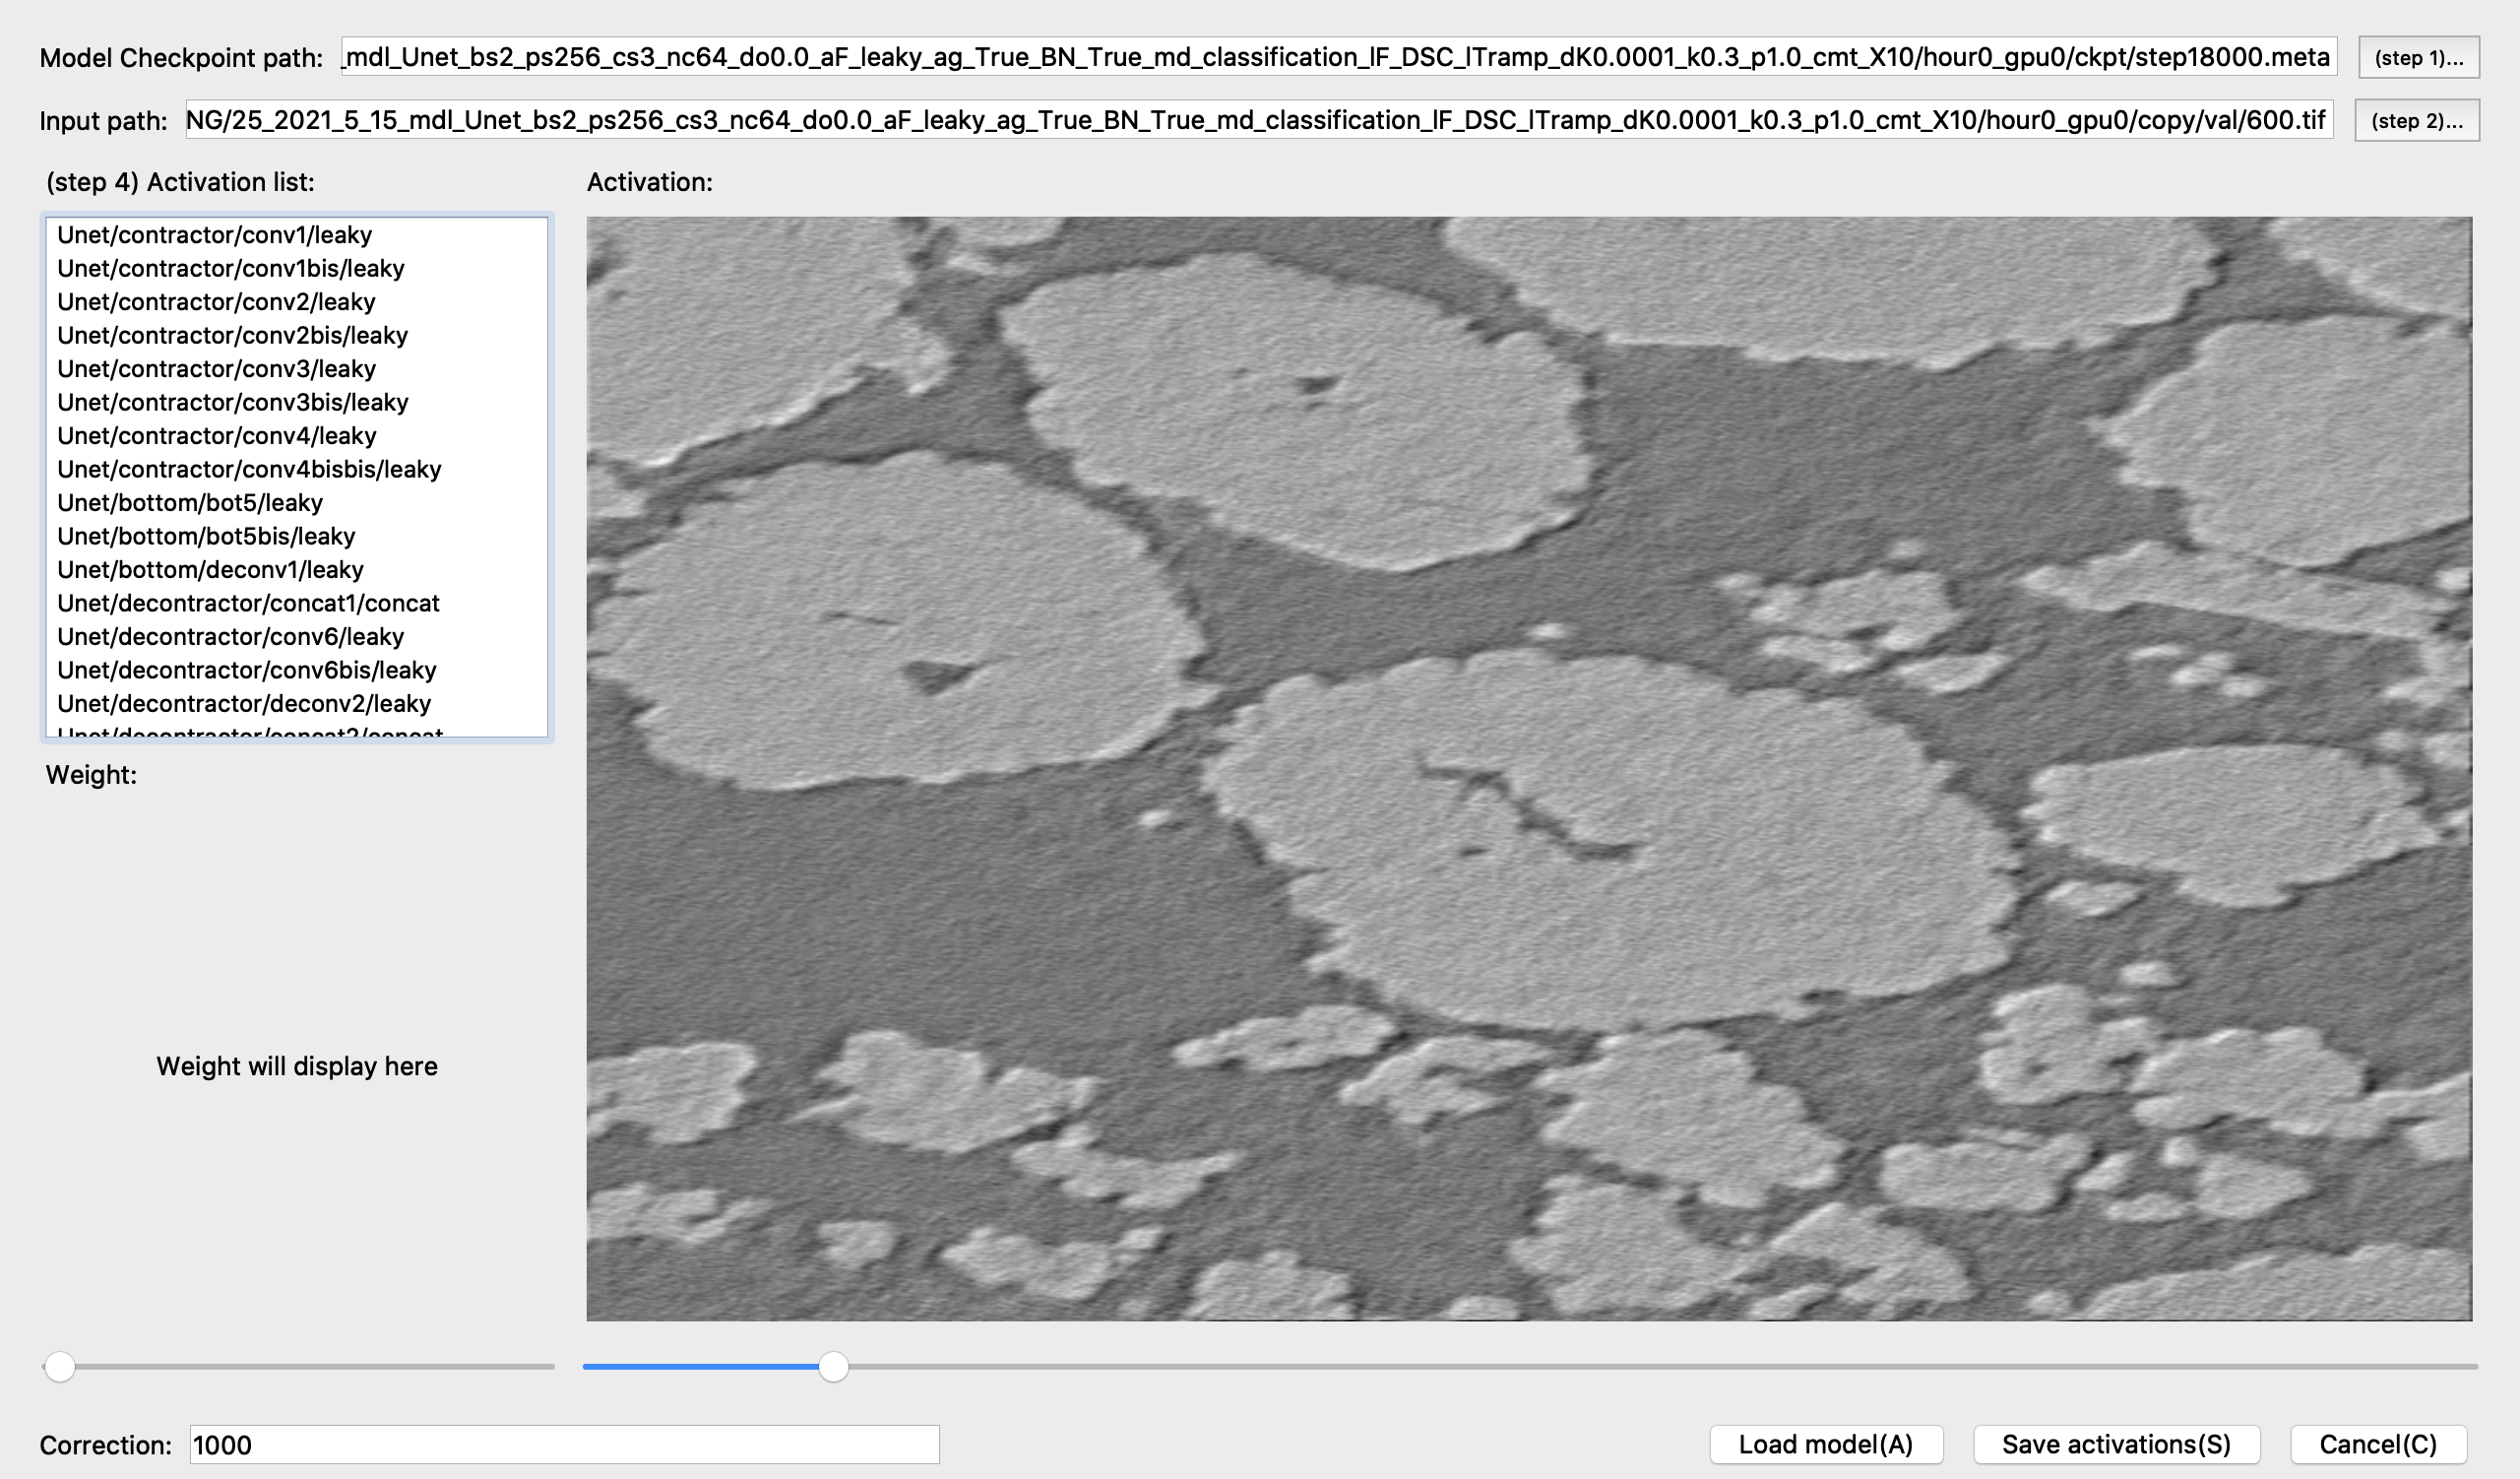 Model Checkpoint path: _mdl_Unet_bs2_ps256_cs3_nc64_do0.0_aF_leaky_ag_True_BN_True_md_classification_lF_DSC_lTramp_dK0.0001_k0.3_p1.0_cmt_X10/hour0_gpu0/ckpt/step18000.meta (step 1)...
Input path: NG/25_2021_5_15_mdl_Unet_bs2_ps256_cs3_nc64_do0.0_aF_leaky_ag_True_BN_True_md_classification_lF_DSC_lTramp_dK0.0001_k0.3_p1.0_cmt_X10/hour0_gpu0/copy/val/600.tif (step 2)...
(step 4) Activation list:
Activation:
Unet/contractor/conv1/leaky
Unet/contractor/conv1bis/leaky
Unet/contractor/conv2/leaky
Unet/contractor/conv2bis/leaky
Unet/contractor/conv3/leaky
Unet/contractor/conv3bis/leaky
Unet/contractor/conv4/leaky
Unet/contractor/conv4bisbis/leaky
Unet/bottom/bot5/leaky
Unet/bottom/bot5bis/leaky
Unet/bottom/deconv1/leaky
Unet/decontractor/concat1/concat
Unet/decontractor/conv6/leaky
Unet/decontractor/conv6bis/leaky
Unet/decontractor/deconv2/leaky
Unet/decontractor/concat2/concat
Weight:
Weight will display here
Correction: 1000
Load model(A)
Save activations(S)
Cancel(C)